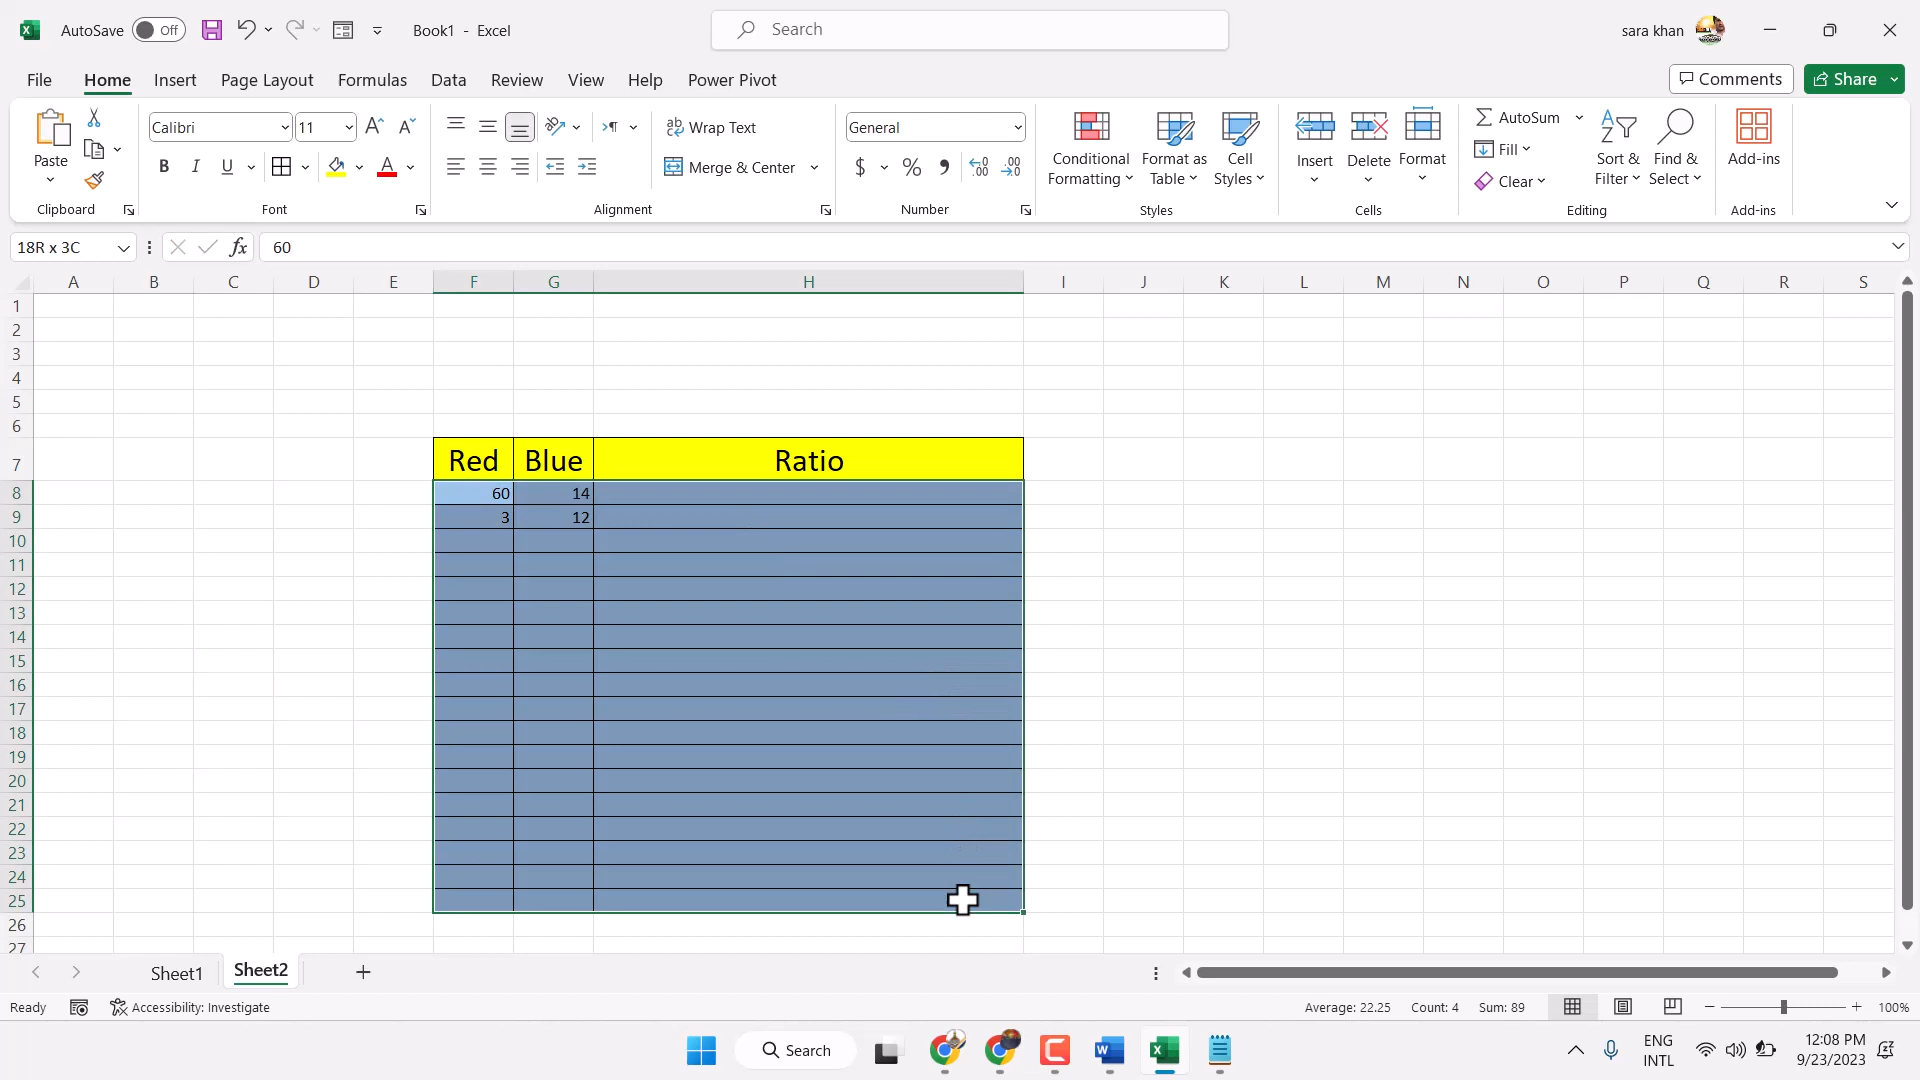 AutoSave Off Book1 - Excel Search sara khan
File Home Insert Page Layout Formulas Data Review View Help Power Pivot Comments Share
Paste Calibri 11 Wrap Text General Conditional Formatting Format as Table Cell Styles Insert Delete Format AutoSum Fill Clear Sort & Filter Find & Select Add-ins
B I U Merge & Center $ %
Clipboard Font Alignment Number Styles Cells Editing Add-ins
18R x 3C fx 60
A B C D E F G H I J K L M N O P Q R S
1
2
3
4
5
6
7 Red Blue Ratio
8 60 14
9 3 12
10
11
12
13
14
15
16
17
18
19
20
21
22
23
24
25
26
27
Sheet1 Sheet2 +
Ready Accessibility: Investigate Average: 22.25 Count: 4 Sum: 89 100%
Search ENG 12:08 PM
INTL 9/23/2023